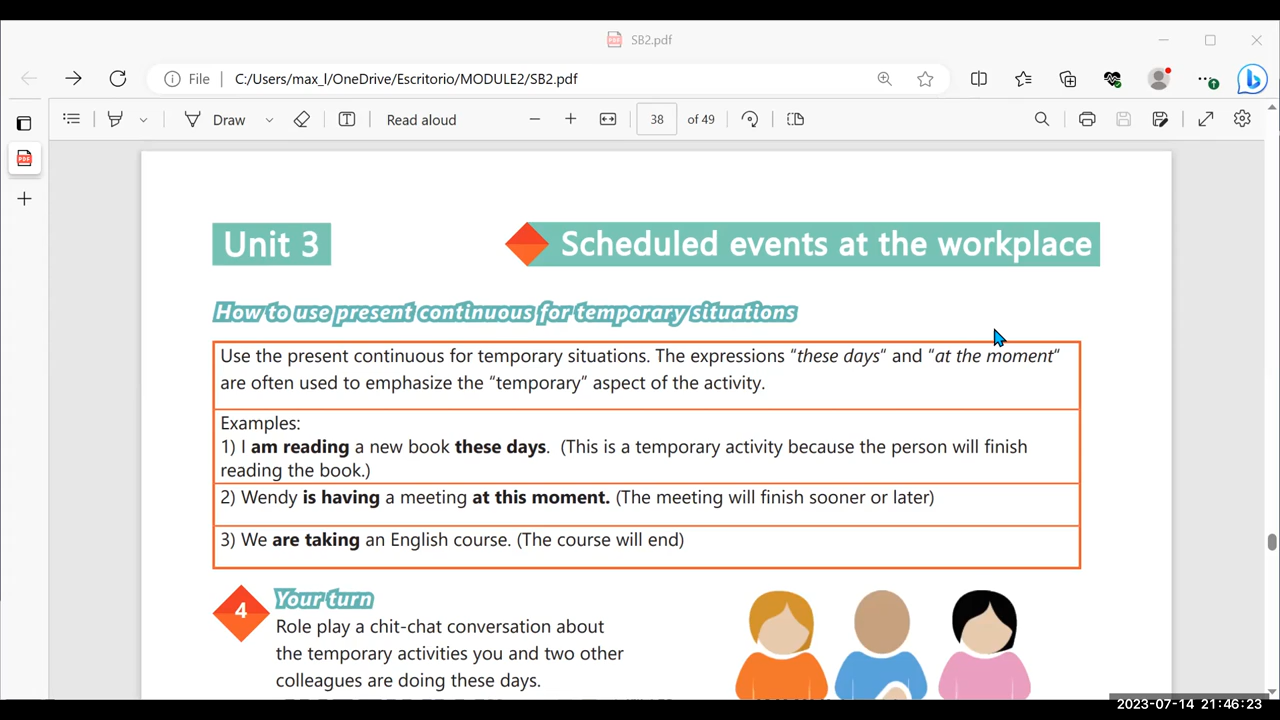 SB2.pdf
File C:/Users/max_l/OneDrive/Escritorio/MODULE2/SB2.pdf
Draw Read aloud 38 of 49
Unit 3 Scheduled events at the workplace
How to use present continuous for temporary situations
Use the present continuous for temporary situations. The expressions “these days“ and “at the moment”
are often used to emphasize the “temporary” aspect of the activity.
Examples:
1) I am reading a new book these days. (This is a temporary activity because the person will finish
reading the book.)
2) Wendy is having a meeting at this moment. (The meeting will finish sooner or later)
3) We are taking an English course. (The course will end)
4 Your turn
Role play a chit-chat conversation about
the temporary activities you and two other
colleagues are doing these days.
2023-07-14 21:46:23